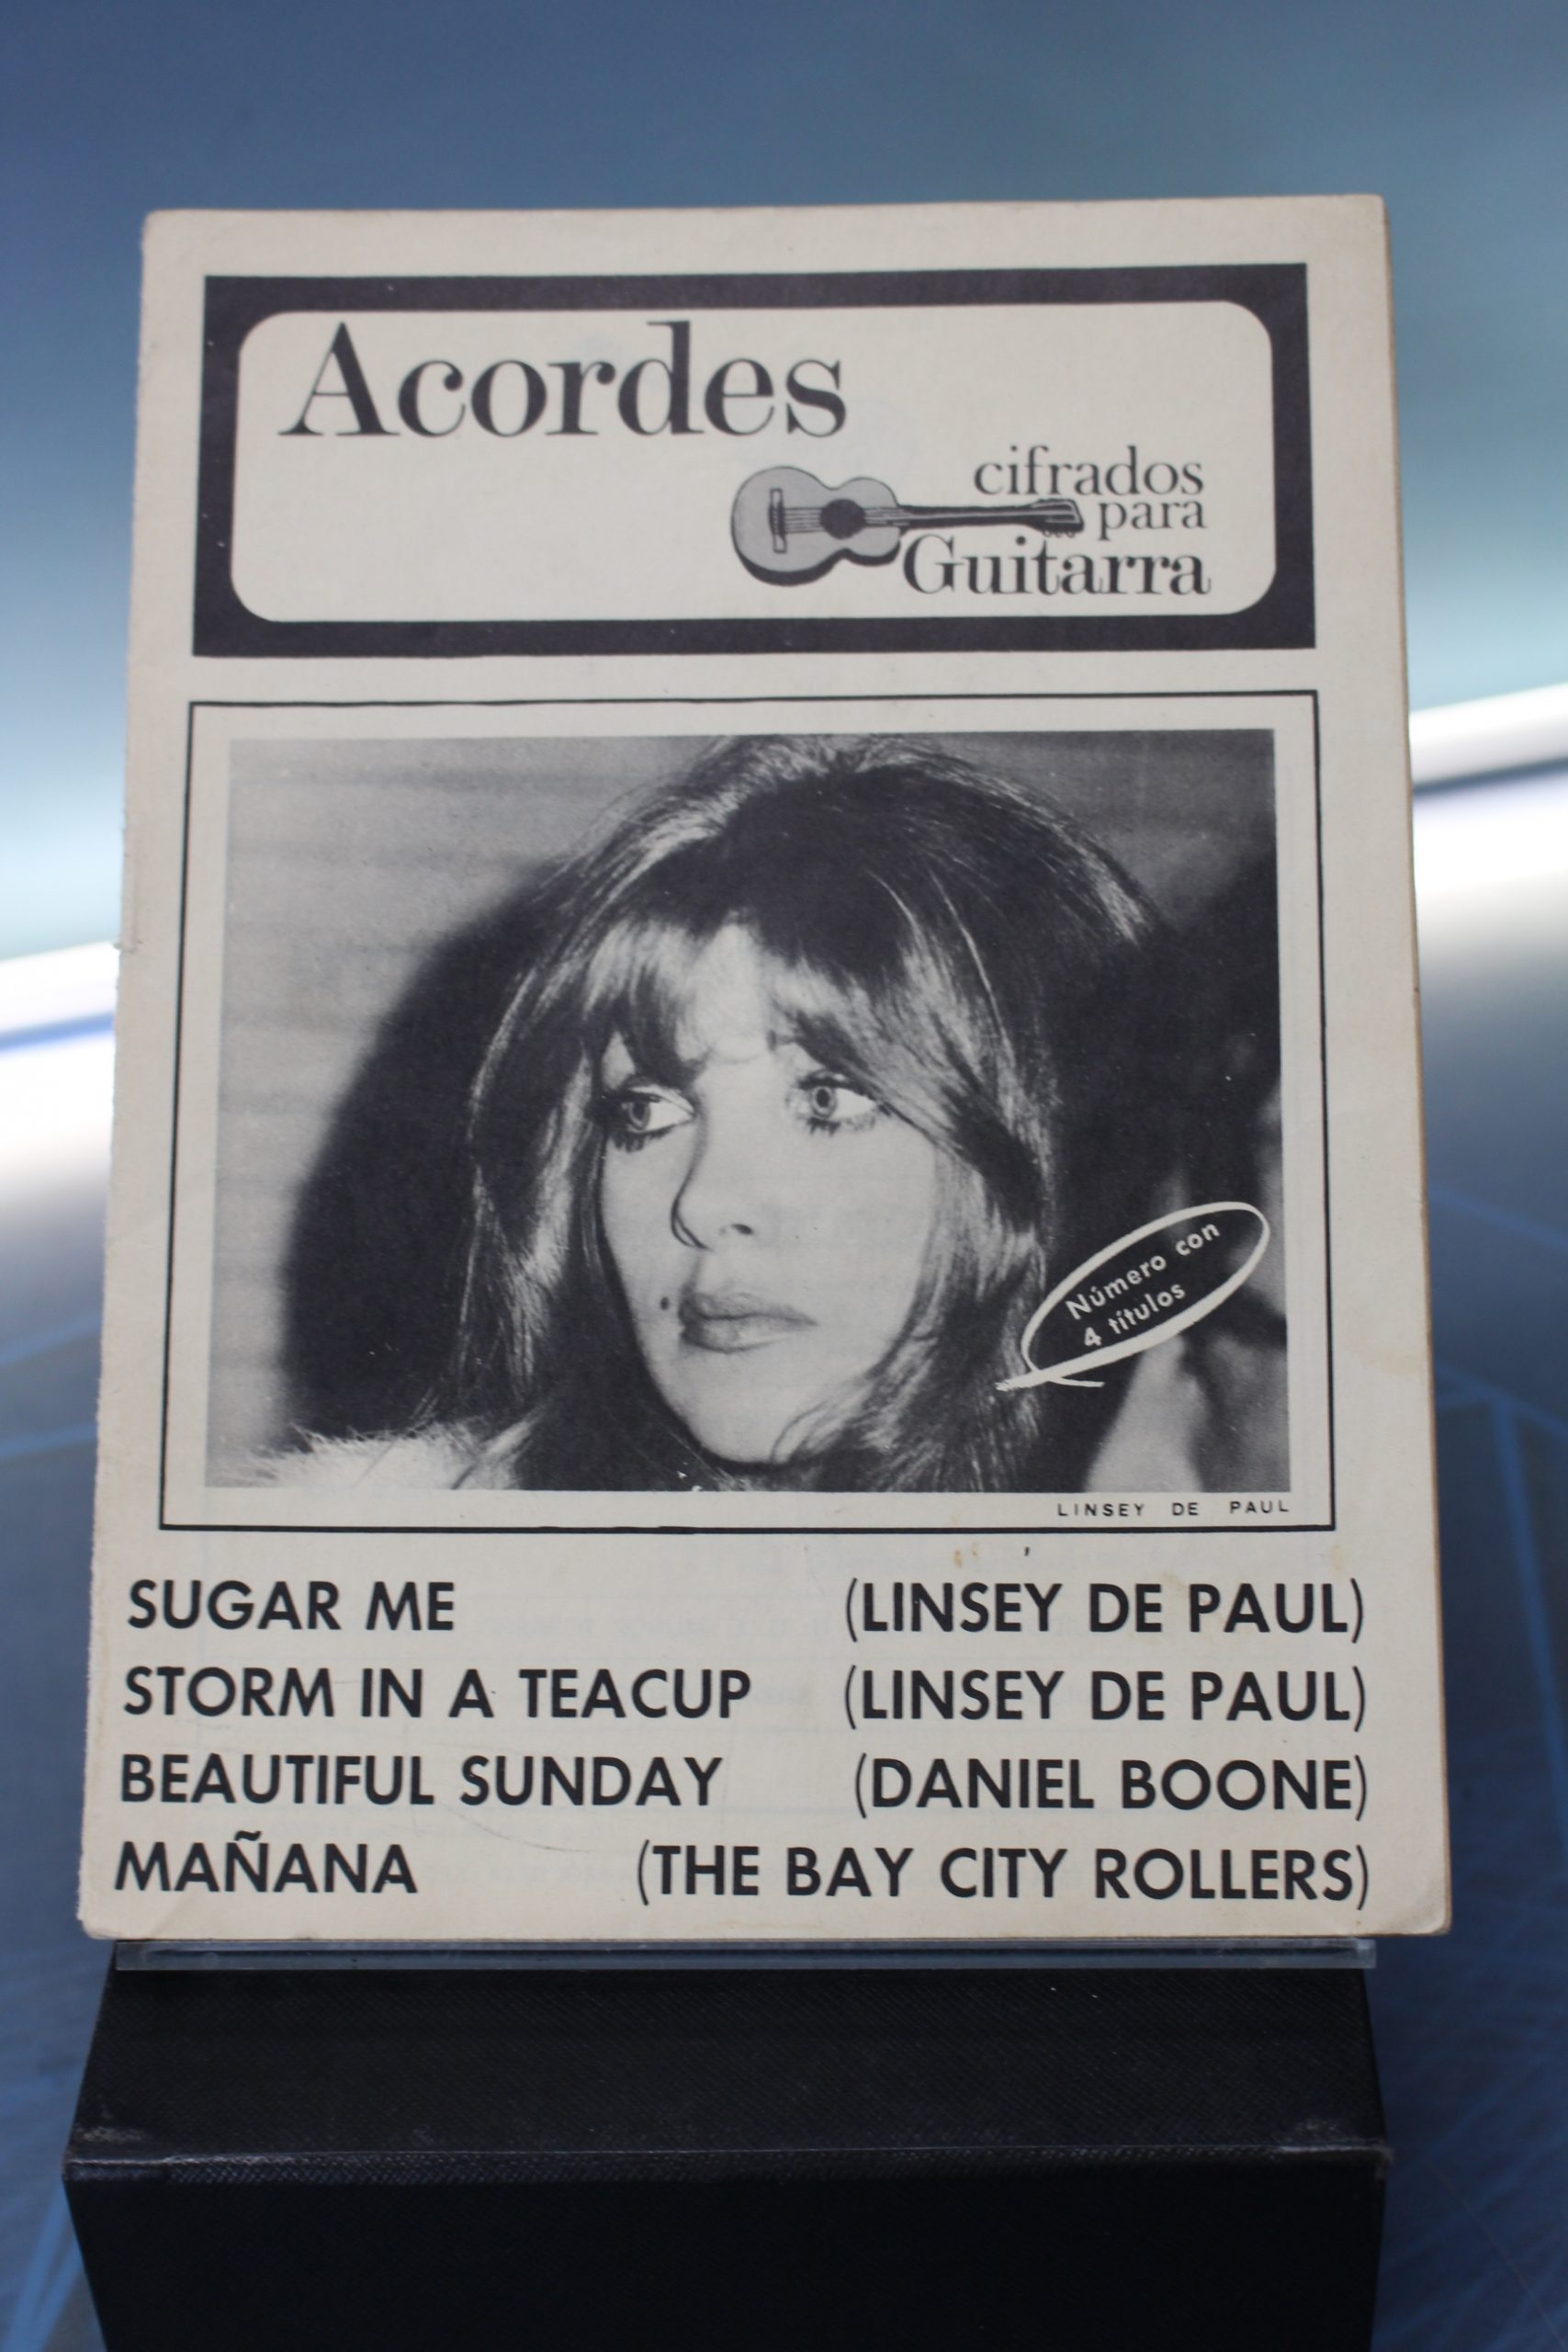 Acordes
cifrados
para
Guitarra
Número con
4 títulos
LINSEY DE PAUL
SUGAR ME (LINSEY DE PAUL)
STORM IN A TEACUP (LINSEY DE PAUL)
BEAUTIFUL SUNDAY (DANIEL BOONE)
MAÑANA (THE BAY CITY ROLLERS)